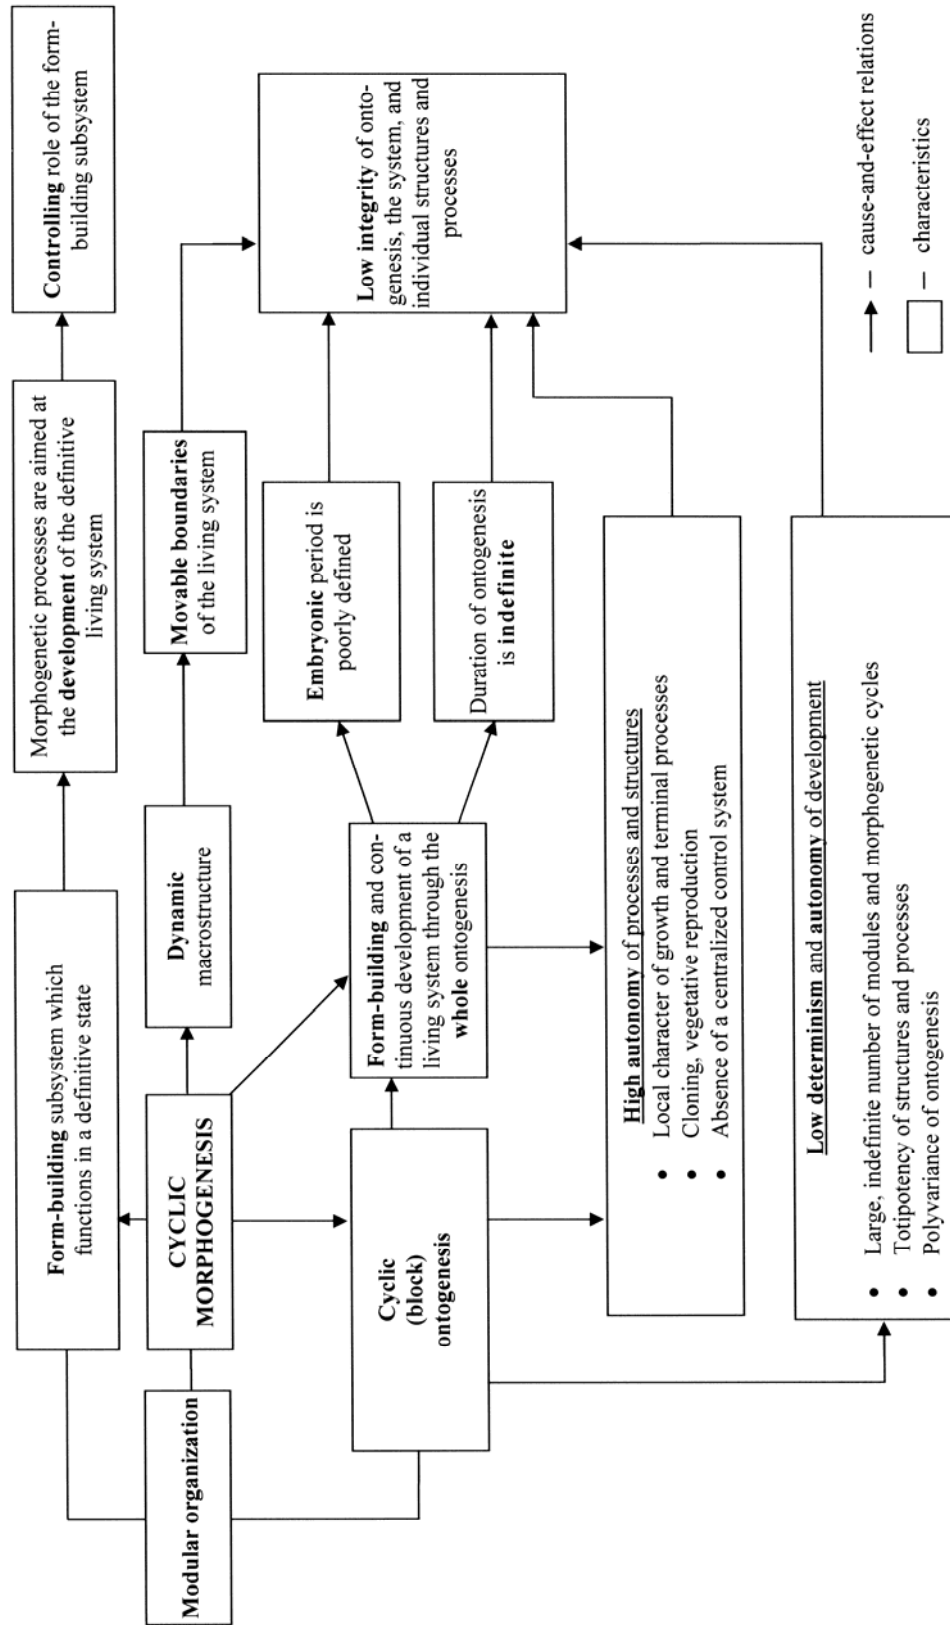 Form-building subsystem which
functions in a definitive state
Morphogenetic processes are aimed at
the development of the definitive
living system
Controlling role of the form-
building subsystem
Modular organization
CYCLIC
MORPHOGENESIS
Dynamic
macrostructure
Movable boundaries
of the living system
Cyclic
(block)
ontogenesis
Form-building and con-
tinuous development of a
living system through the
whole ontogenesis
Embryonic period is
poorly defined
Duration of ontogenesis
is indefinite
Low integrity of onto-
genesis, the system, and
individual structures and
processes
High autonomy of processes and structures
• Local character of growth and terminal processes
• Cloning, vegetative reproduction
• Absence of a centralized control system
Low determinism and autonomy of development
• Large, indefinite number of modules and morphogenetic cycles
• Totipotency of structures and processes
• Polyvariance of ontogenesis
– cause-and-effect relations
– characteristics